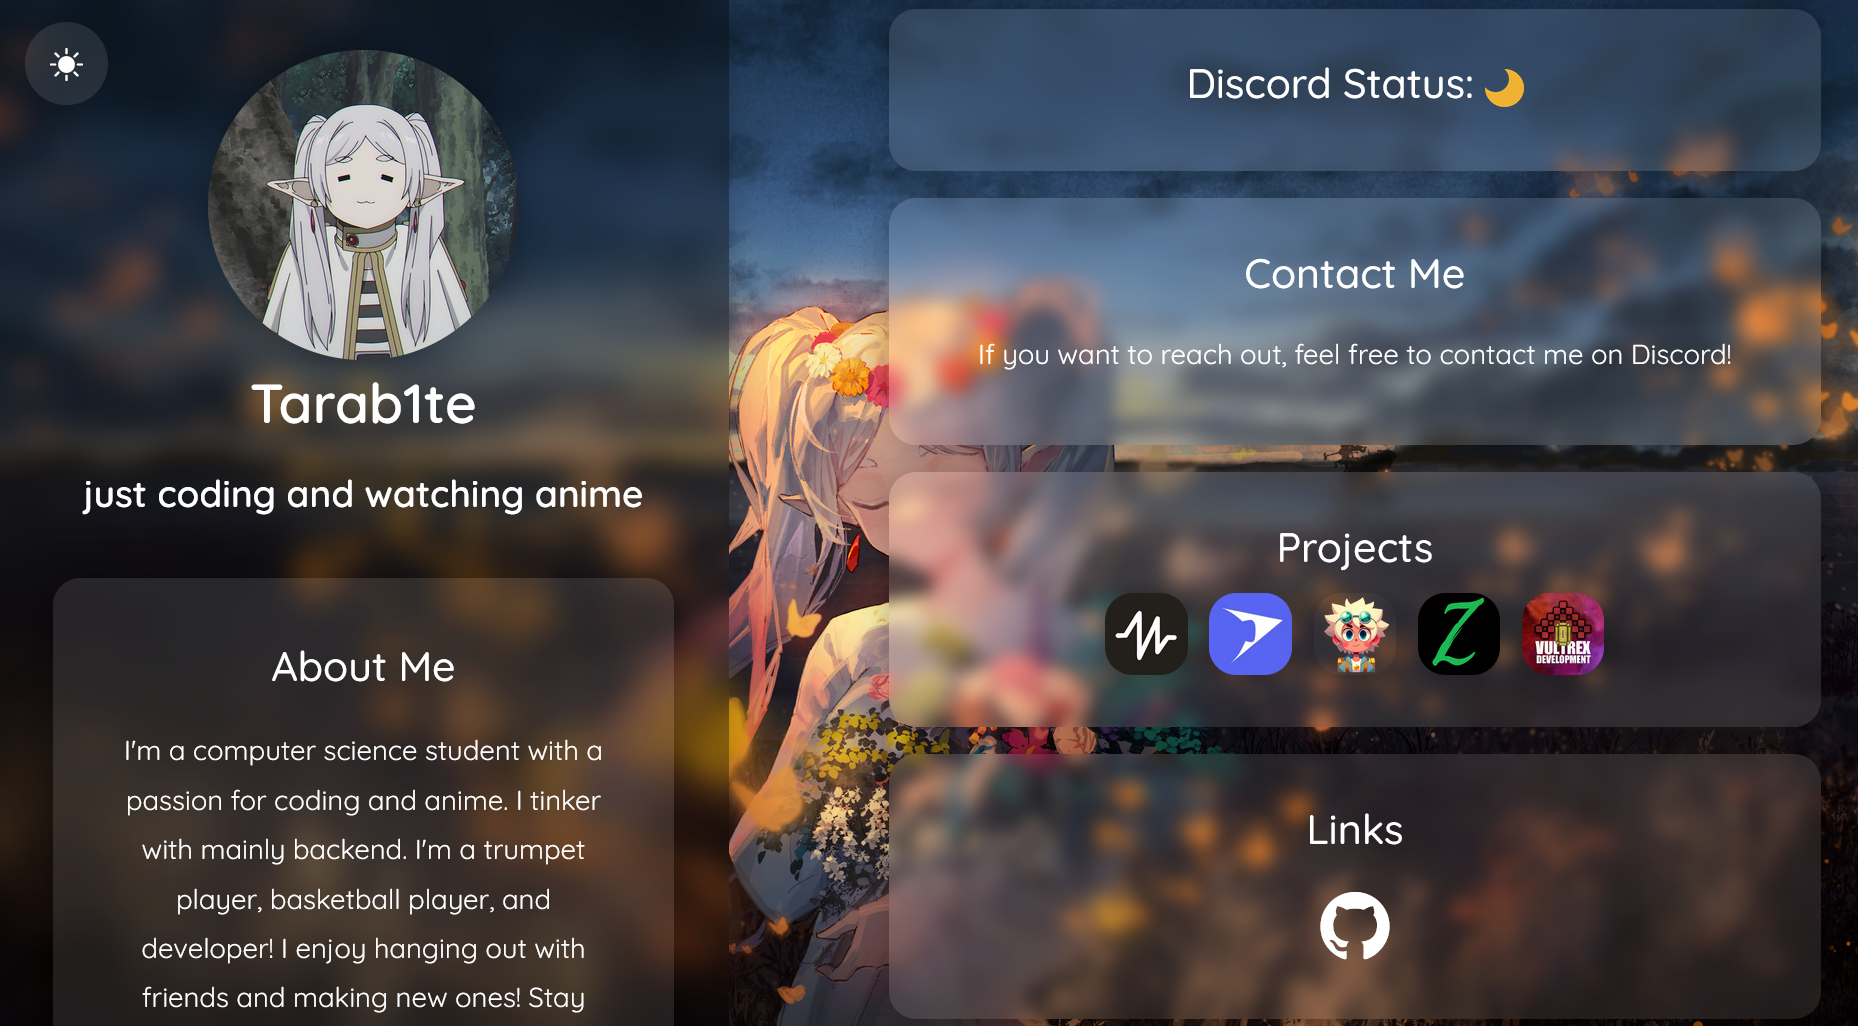 Tarab1te
just coding and watching anime
About Me
I'm a computer science student with a
passion for coding and anime. I tinker
with mainly backend. I'm a trumpet
player, basketball player, and
developer! I enjoy hanging out with
friends and making new ones! Stay
Discord Status:
Contact Me
If you want to reach out, feel free to contact me on Discord!
Projects
Z
VULTREX
DEVELOPMENT
Links